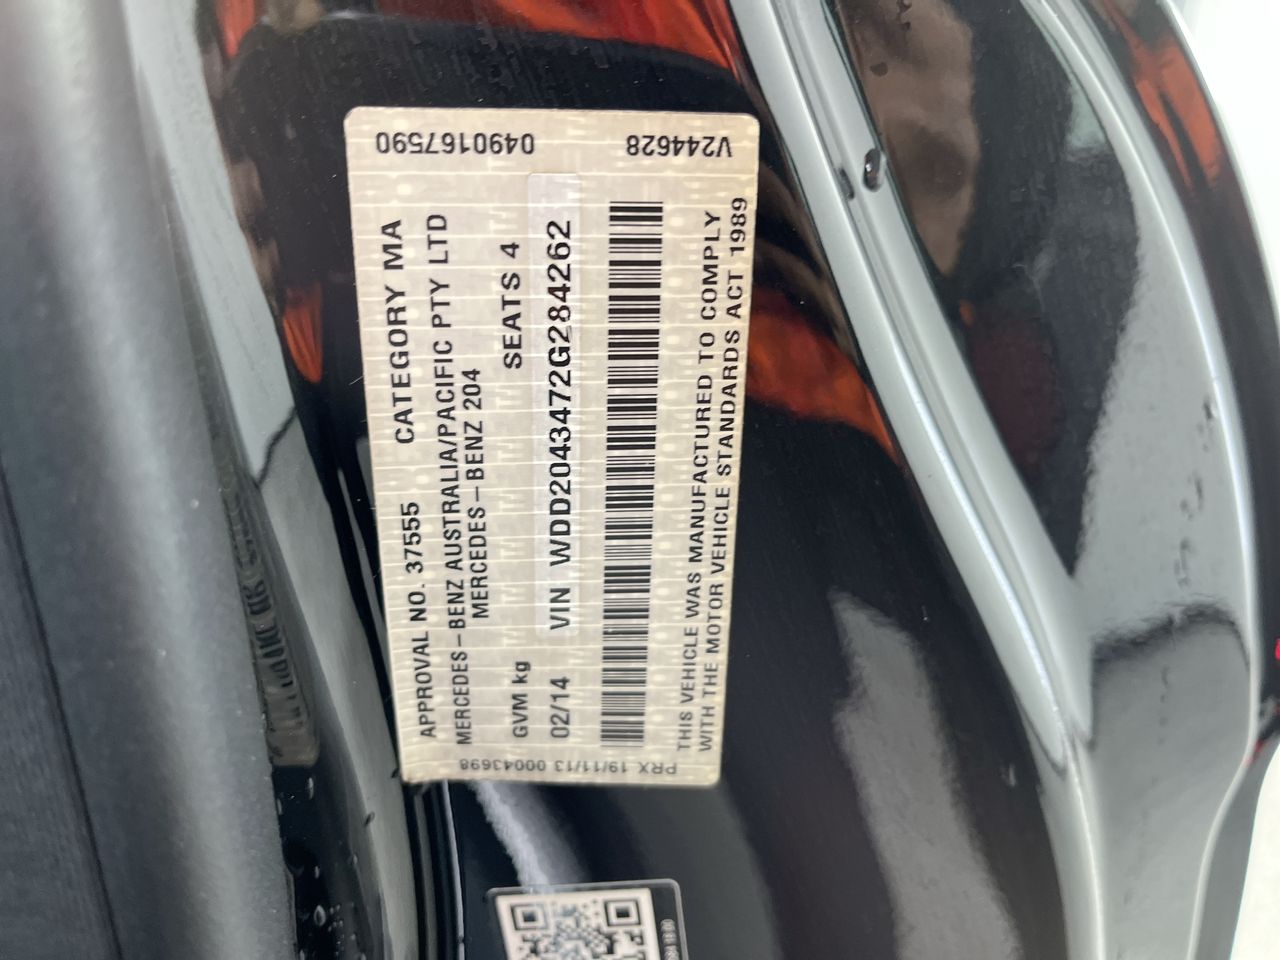 APPROVAL NO. 37555 CATEGORY MA
MERCEDES-BENZ AUSTRALIA/PACIFIC PTY LTD
MERCEDES-BENZ 204
GVM kg SEATS 4
02/14 VIN WDD2043472G284262
THIS VEHICLE WAS MANUFACTURED TO COMPLY
WITH THE MOTOR VEHICLE STANDARDS ACT 1989
0490167590
V244628
PRX 19/11/13 00043698